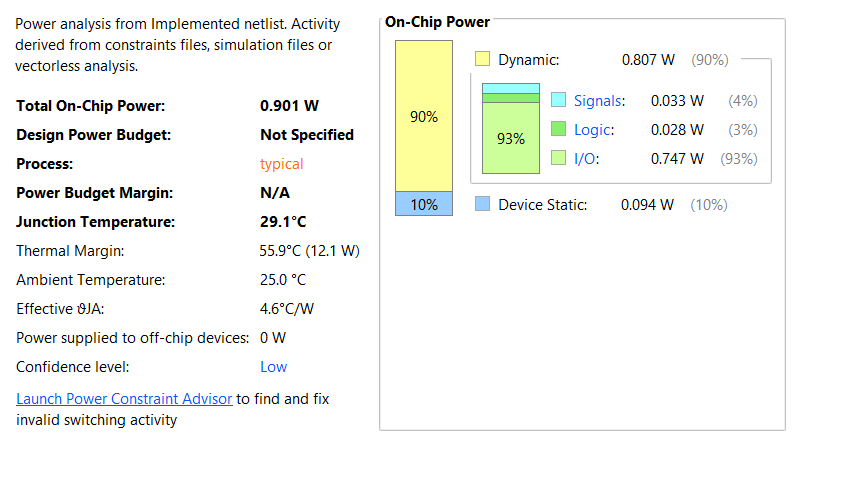 Power analysis from Implemented netlist. Activity
derived from constraints files, simulation files or
vectorless analysis.
Total On-Chip Power: 0.901 W
Design Power Budget: Not Specified
Process: typical
Power Budget Margin: N/A
Junction Temperature: 29.1°C
Thermal Margin: 55.9°C (12.1 W)
Ambient Temperature: 25.0 °C
Effective ϑJA: 4.6°C/W
Power supplied to off-chip devices: 0 W
Confidence level: Low
Launch Power Constraint Advisor to find and fix
invalid switching activity
On-Chip Power
90%
10%
Dynamic: 0.807 W (90%)
93%
Signals: 0.033 W (4%)
Logic: 0.028 W (3%)
I/O: 0.747 W (93%)
Device Static: 0.094 W (10%)